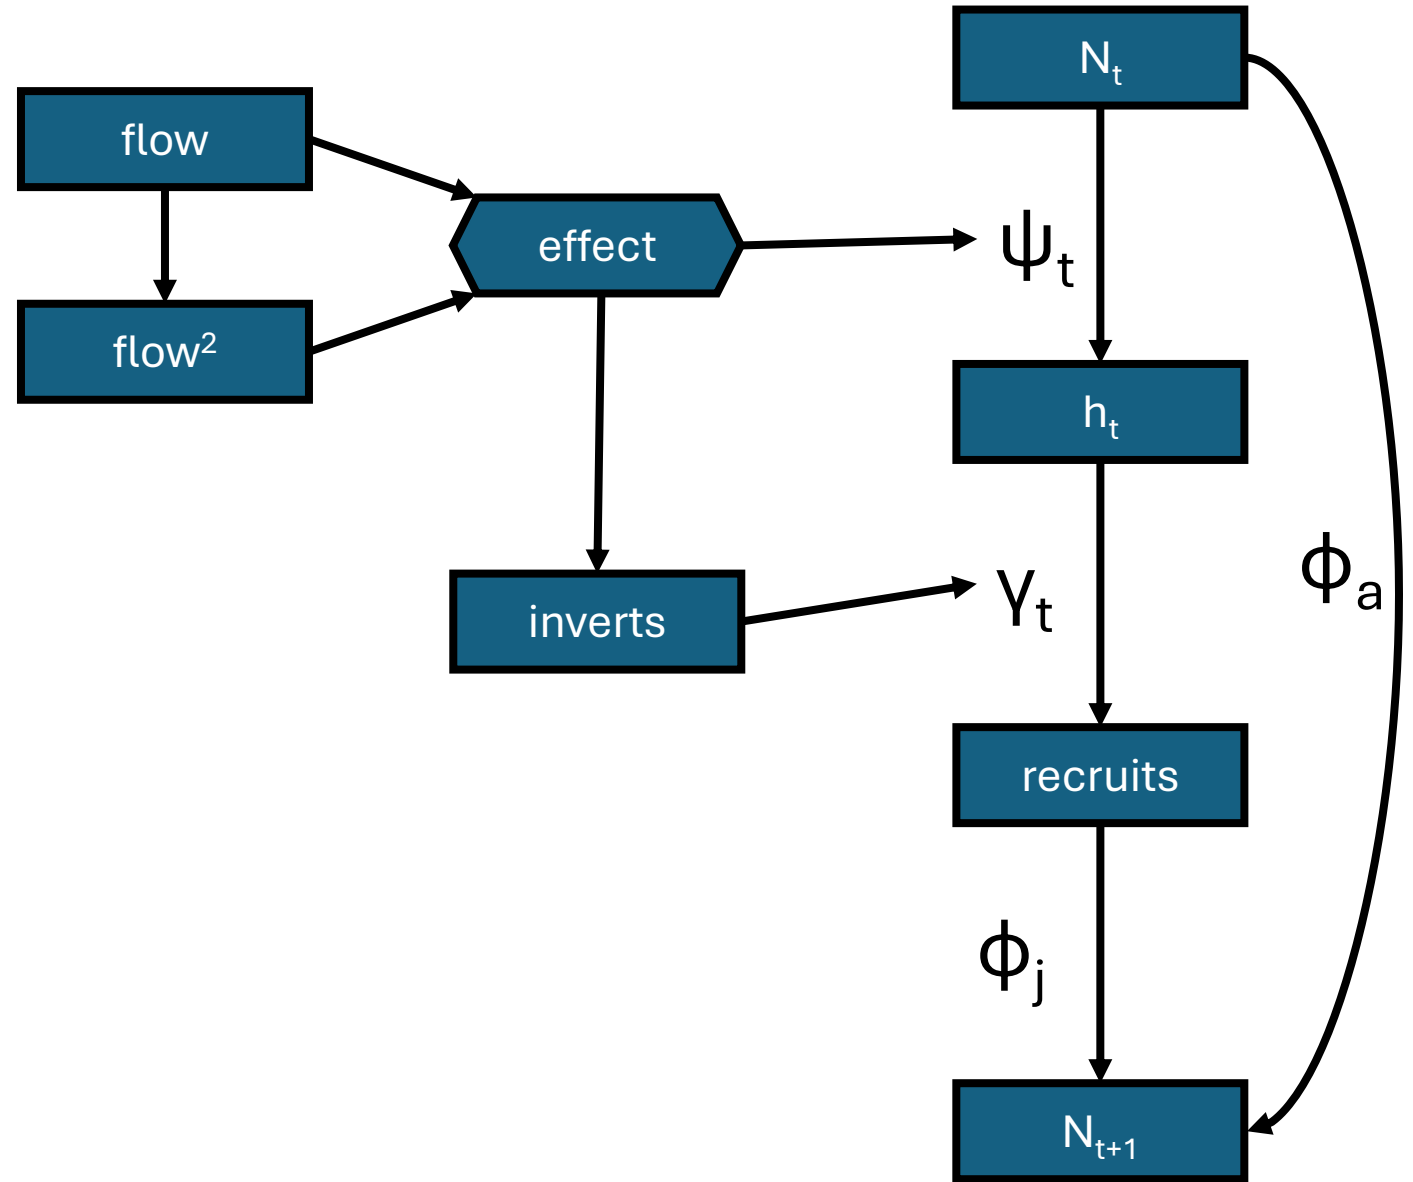 Nₜ
flow
effect
ψₜ
flow²
hₜ
ϕₐ
γₜ
inverts
recruits
ϕⱼ
Nₜ₊₁